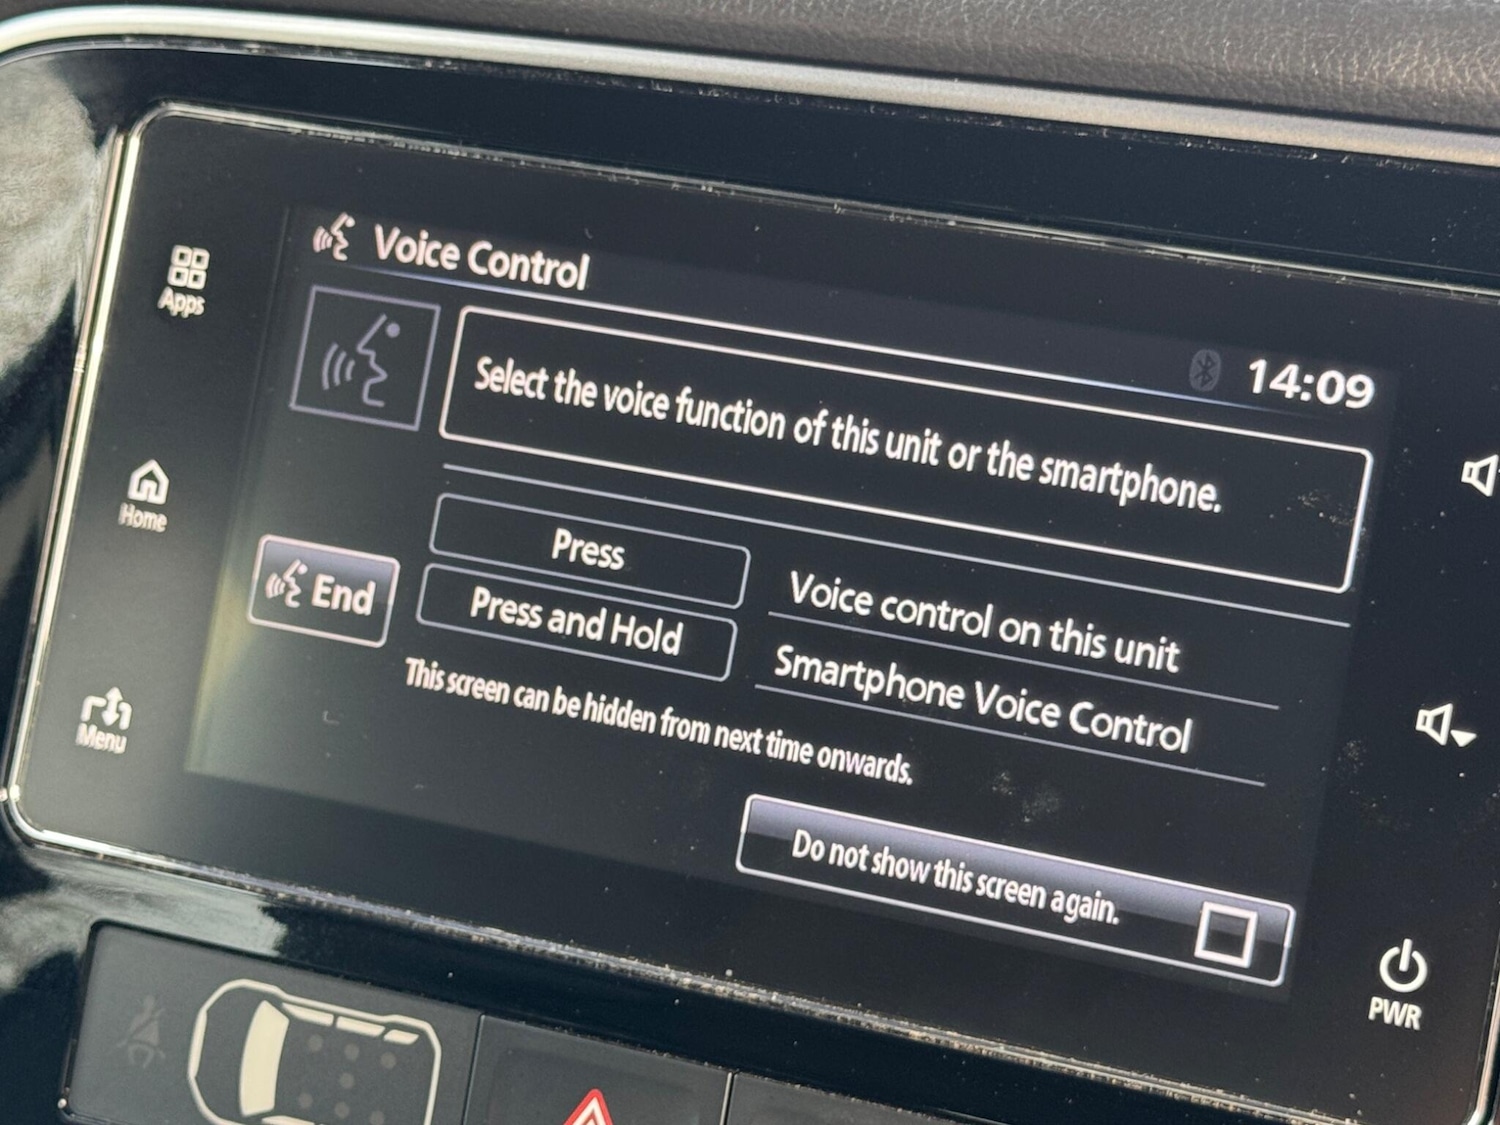 Voice Control
14:09
Apps
Select the voice function of this unit or the smartphone.
Home
End
Press
Voice control on this unit
Press and Hold
Smartphone Voice Control
This screen can be hidden from next time onwards.
Menu
Do not show this screen again.
PWR